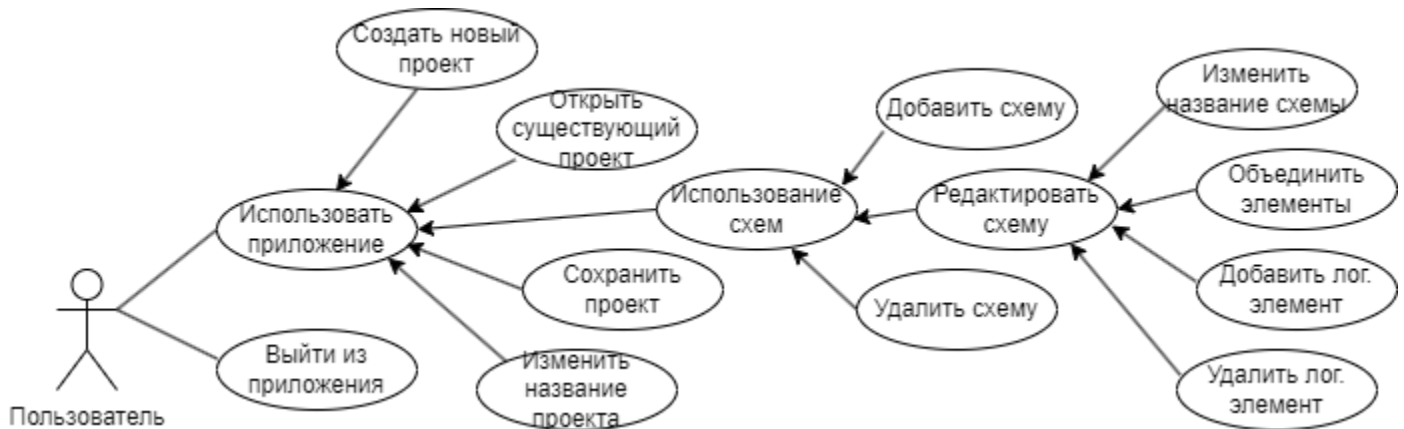 Создать новый
проект
Открыть
существующий
проект
Добавить схему
Изменить
название схемы
Использовать
приложение
Использование
схем
Редактировать
схему
Объединить
элементы
Сохранить
проект
Удалить схему
Добавить лог.
элемент
Выйти из
приложения
Изменить
название
проекта
Удалить лог.
элемент
Пользователь